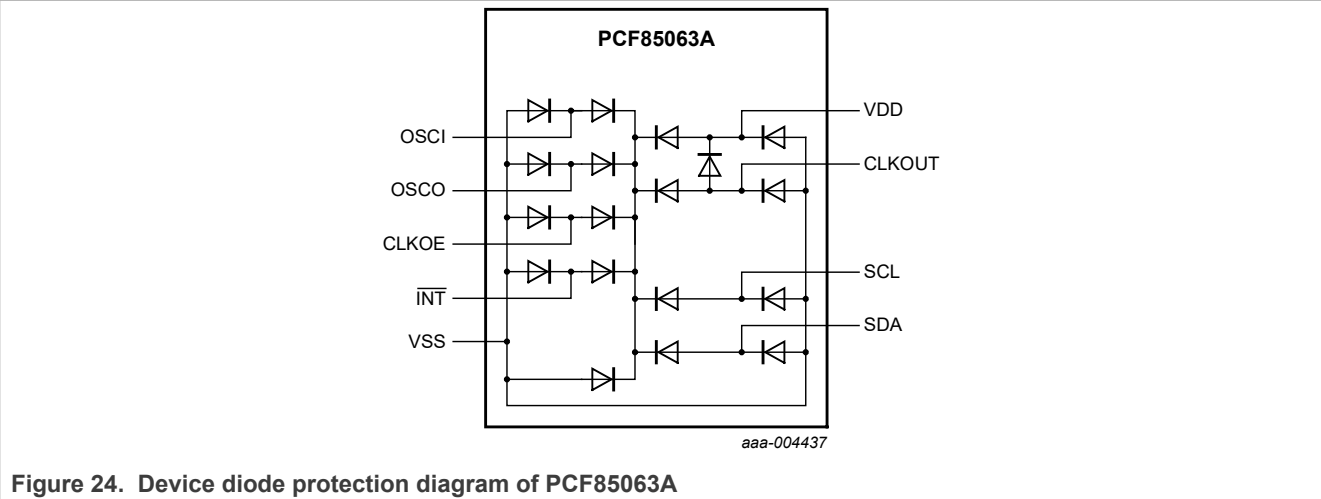 PCF85063A
OSCI
OSCO
CLKOE
INT
VSS
VDD
CLKOUT
SCL
SDA
aaa-004437
Figure 24. Device diode protection diagram of PCF85063A